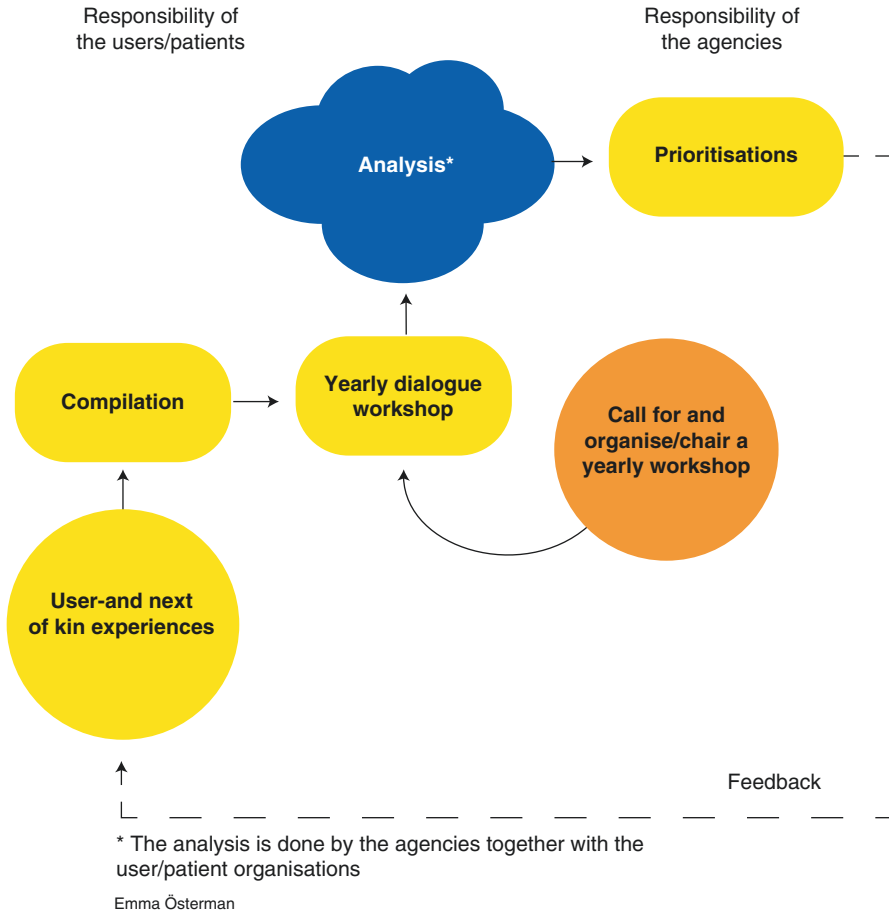 Responsibility of
the users/patients
Responsibility of
the agencies
Analysis*
Prioritisations
Compilation
Yearly dialogue
workshop
Call for and
organise/chair a
yearly workshop
User-and next
of kin experiences
Feedback
* The analysis is done by the agencies together with the
user/patient organisations
Emma Österman